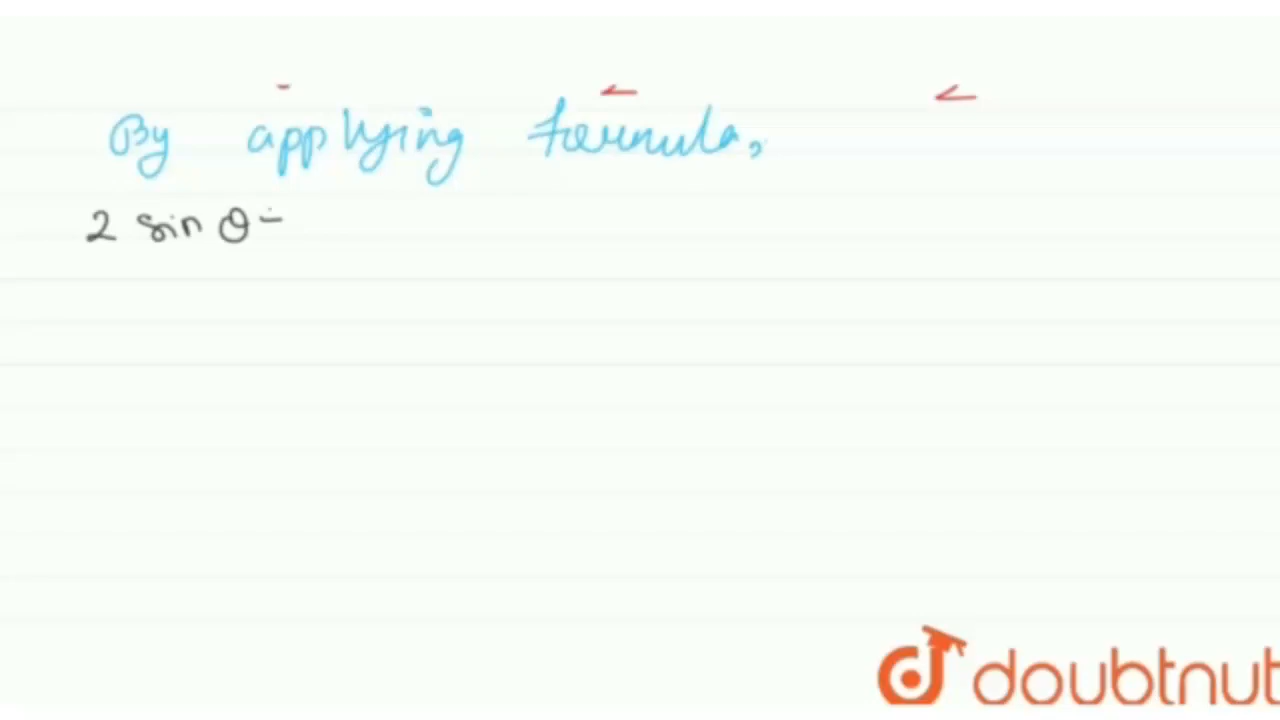 By applying formula,
2 sin θ =
doubtnut